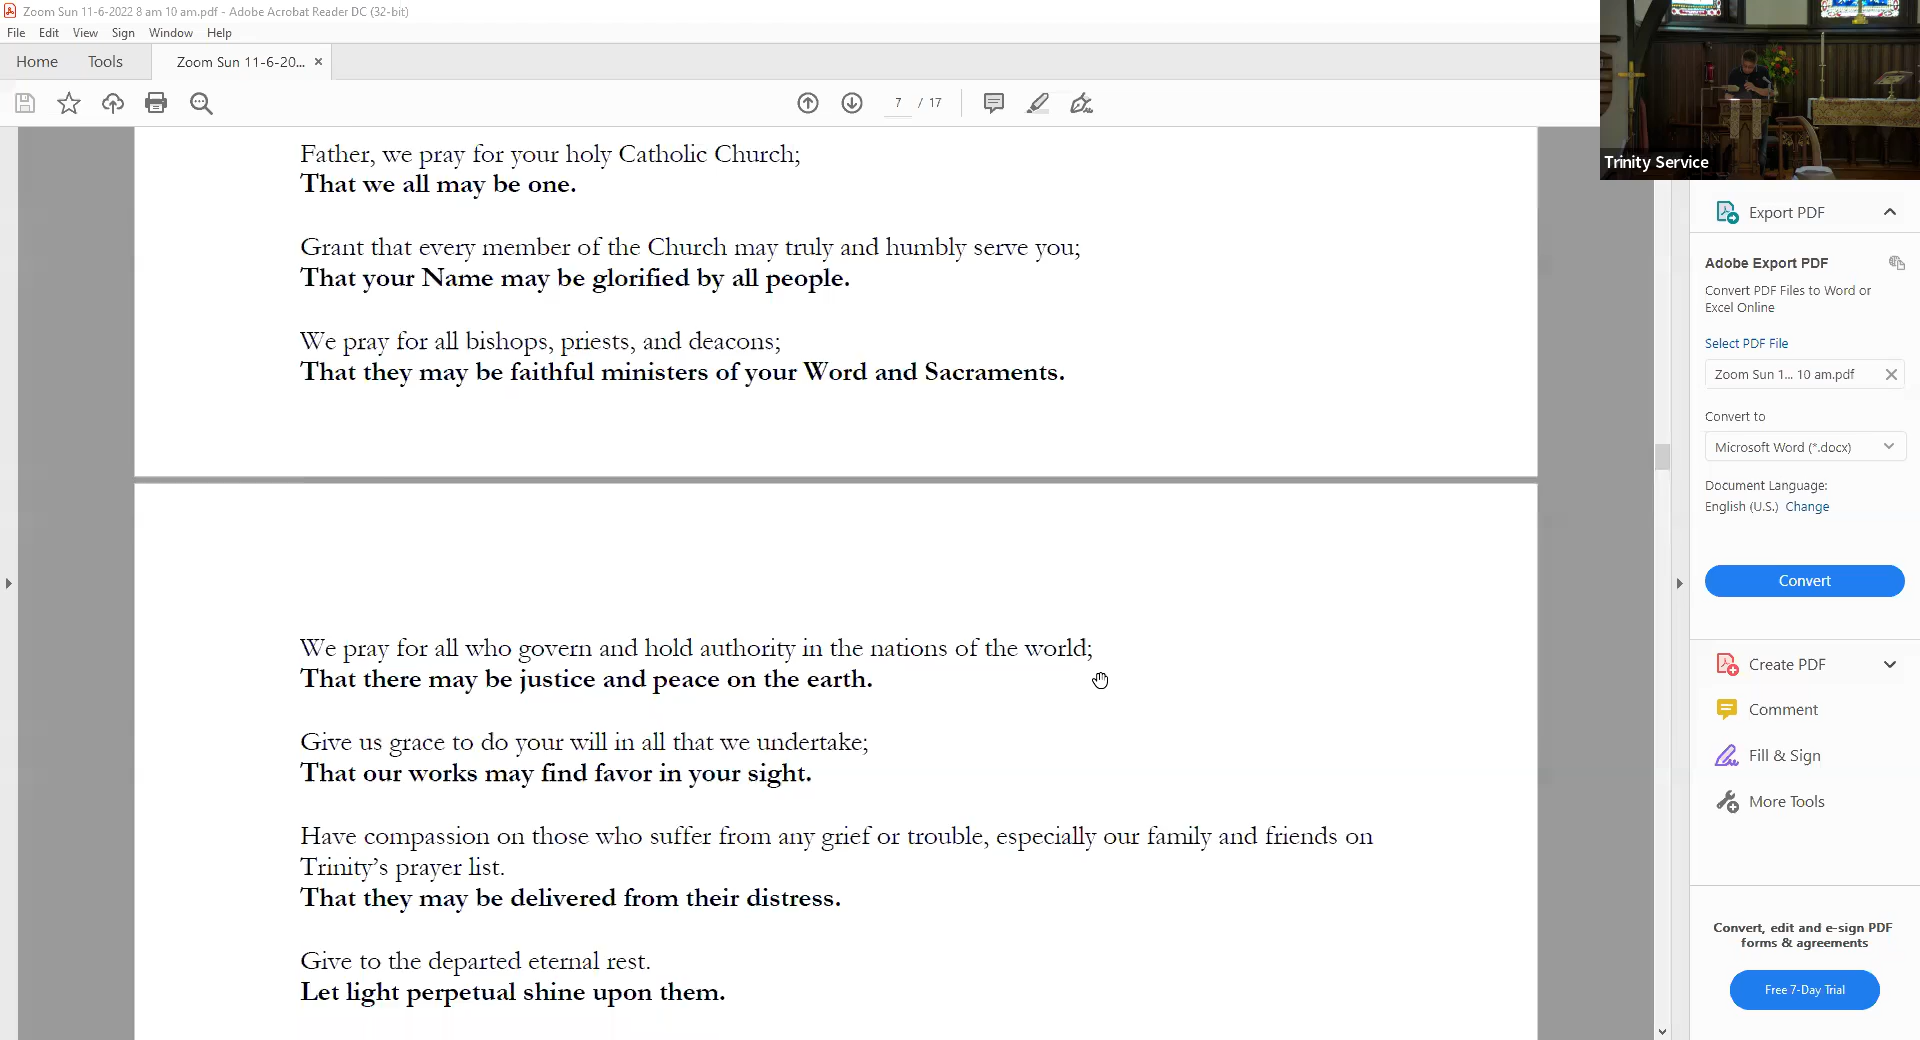 Zoom Sun 11-6-2022 8 am 10 am.pdf - Adobe Acrobat Reader DC (32-bit)
File Edit View Sign Window Help
Home Tools Zoom Sun 11-6-20... ×
7 / 17
Trinity Service
Father, we pray for your holy Catholic Church;
That we all may be one.
Grant that every member of the Church may truly and humbly serve you;
That your Name may be glorified by all people.
We pray for all bishops, priests, and deacons;
That they may be faithful ministers of your Word and Sacraments.
We pray for all who govern and hold authority in the nations of the world;
That there may be justice and peace on the earth.
Give us grace to do your will in all that we undertake;
That our works may find favor in your sight.
Have compassion on those who suffer from any grief or trouble, especially our family and friends on
Trinity's prayer list.
That they may be delivered from their distress.
Give to the departed eternal rest.
Let light perpetual shine upon them.
Export PDF
Adobe Export PDF
Convert PDF Files to Word or
Excel Online
Select PDF File
Zoom Sun 1... 10 am.pdf
Convert to
Microsoft Word (*.docx)
Document Language:
English (U.S.) Change
Convert
Create PDF
Comment
Fill & Sign
More Tools
Convert, edit and e-sign PDF
forms & agreements
Free 7-Day Trial